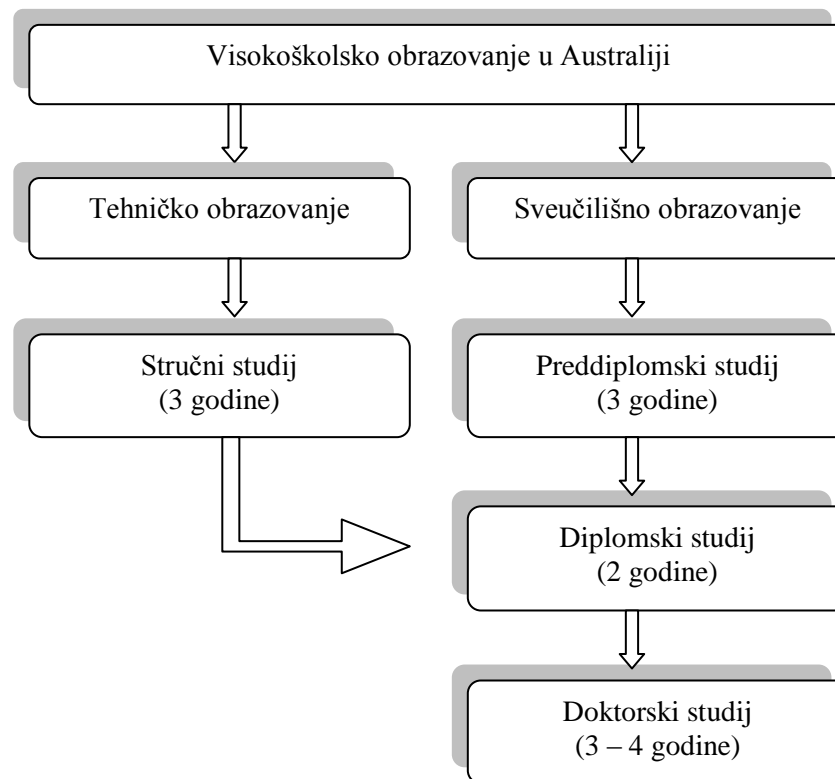 Visokoškolsko obrazovanje u Australiji
Tehničko obrazovanje
Sveučilišno obrazovanje
Stručni studij
(3 godine)
Preddiplomski studij
(3 godine)
Diplomski studij
(2 godine)
Doktorski studij
(3 – 4 godine)